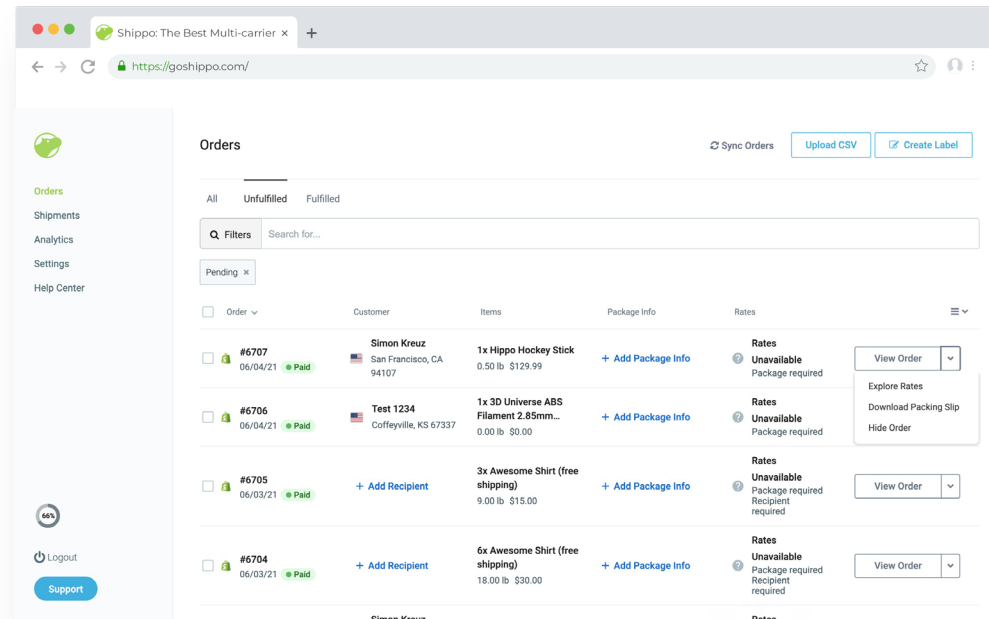 Shippo: The Best Multi-carrier × +
https://goshippo.com/
Orders
Sync Orders
Upload CSV
Create Label
Orders
Shipments
Analytics
Settings
Help Center
66%
Logout
Support
All Unfulfilled Fulfilled
Filters Search for...
Pending ×
Order Customer Items Package Info Rates
#6707
06/04/21 Paid
Simon Kreuz
San Francisco, CA
94107
1x Hippo Hockey Stick
0.50 lb $129.99
+ Add Package Info
?
Rates
Unavailable
Package required
View Order
Explore Rates
Download Packing Slip
Hide Order
#6706
06/04/21 Paid
Test 1234
Coffeyville, KS 67337
1x 3D Universe ABS
Filament 2.85mm...
0.00 lb $0.00
+ Add Package Info
?
Rates
Unavailable
Package required
#6705
06/03/21 Paid
+ Add Recipient
3x Awesome Shirt (free
shipping)
9.00 lb $15.00
+ Add Package Info
?
Rates
Unavailable
Package required
Recipient
required
View Order
#6704
06/03/21 Paid
+ Add Recipient
6x Awesome Shirt (free
shipping)
18.00 lb $30.00
+ Add Package Info
?
Rates
Unavailable
Package required
Recipient
required
View Order
Simon Kreuz
Rates